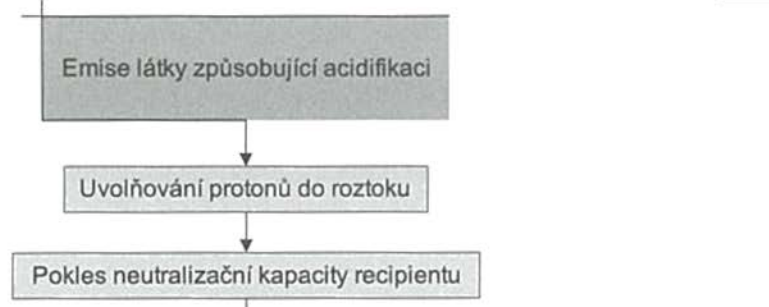 Emise látky způsobující acidifikaci
Uvolňování protonů do roztoku
Pokles neutralizační kapacity recipientu